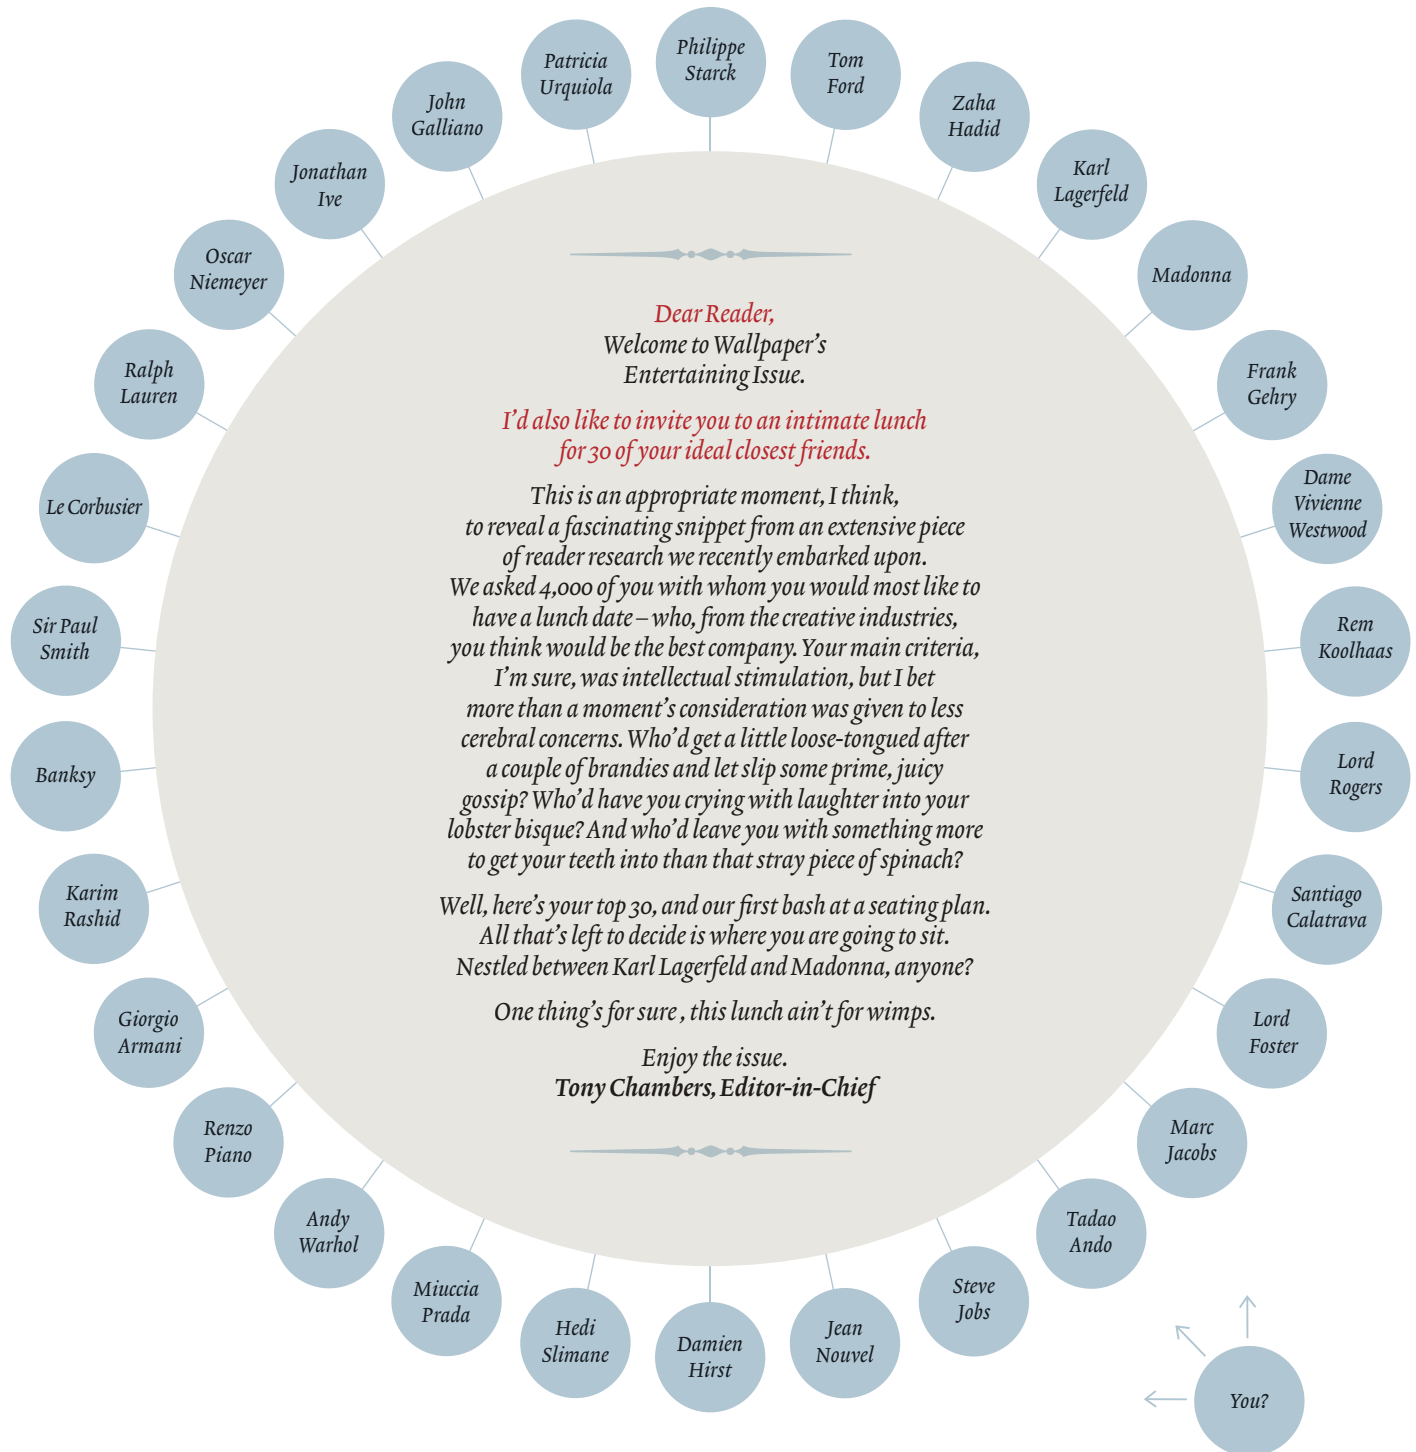 Philippe
Starck
Tom
Ford
Zaha
Hadid
Karl
Lagerfeld
Madonna
Frank
Gehry
Dame
Vivienne
Westwood
Rem
Koolhaas
Lord
Rogers
Santiago
Calatrava
Lord
Foster
Marc
Jacobs
Tadao
Ando
Steve
Jobs
Jean
Nouvel
Damien
Hirst
Hedi
Slimane
Miuccia
Prada
Andy
Warhol
Renzo
Piano
Giorgio
Armani
Karim
Rashid
Banksy
Sir Paul
Smith
Le Corbusier
Ralph
Lauren
Oscar
Niemeyer
Jonathan
Ive
John
Galliano
Patricia
Urquiola
Dear Reader,
Welcome to Wallpaper's
Entertaining Issue.
I'd also like to invite you to an intimate lunch
for 30 of your ideal closest friends.
This is an appropriate moment, I think,
to reveal a fascinating snippet from an extensive piece
of reader research we recently embarked upon.
We asked 4,000 of you with whom you would most like to
have a lunch date – who, from the creative industries,
you think would be the best company. Your main criteria,
I'm sure, was intellectual stimulation, but I bet
more than a moment's consideration was given to less
cerebral concerns. Who'd get a little loose-tongued after
a couple of brandies and let slip some prime, juicy
gossip? Who'd have you crying with laughter into your
lobster bisque? And who'd leave you with something more
to get your teeth into than that stray piece of spinach?
Well, here's your top 30, and our first bash at a seating plan.
All that's left to decide is where you are going to sit.
Nestled between Karl Lagerfeld and Madonna, anyone?
One thing's for sure , this lunch ain't for wimps.
Enjoy the issue.
Tony Chambers, Editor-in-Chief
You?